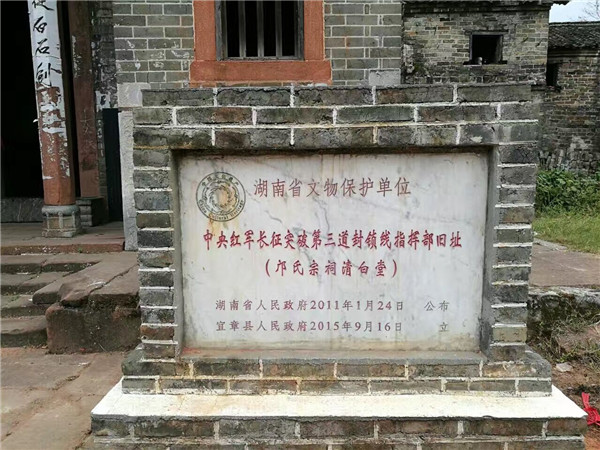 湖南省文物保护单位
中央红军长征突破第三道封锁线指挥部旧址
(邝氏宗祠清白堂)
湖南省人民政府2011年1月24日 公布
宜章县人民政府2015年9月16日 立